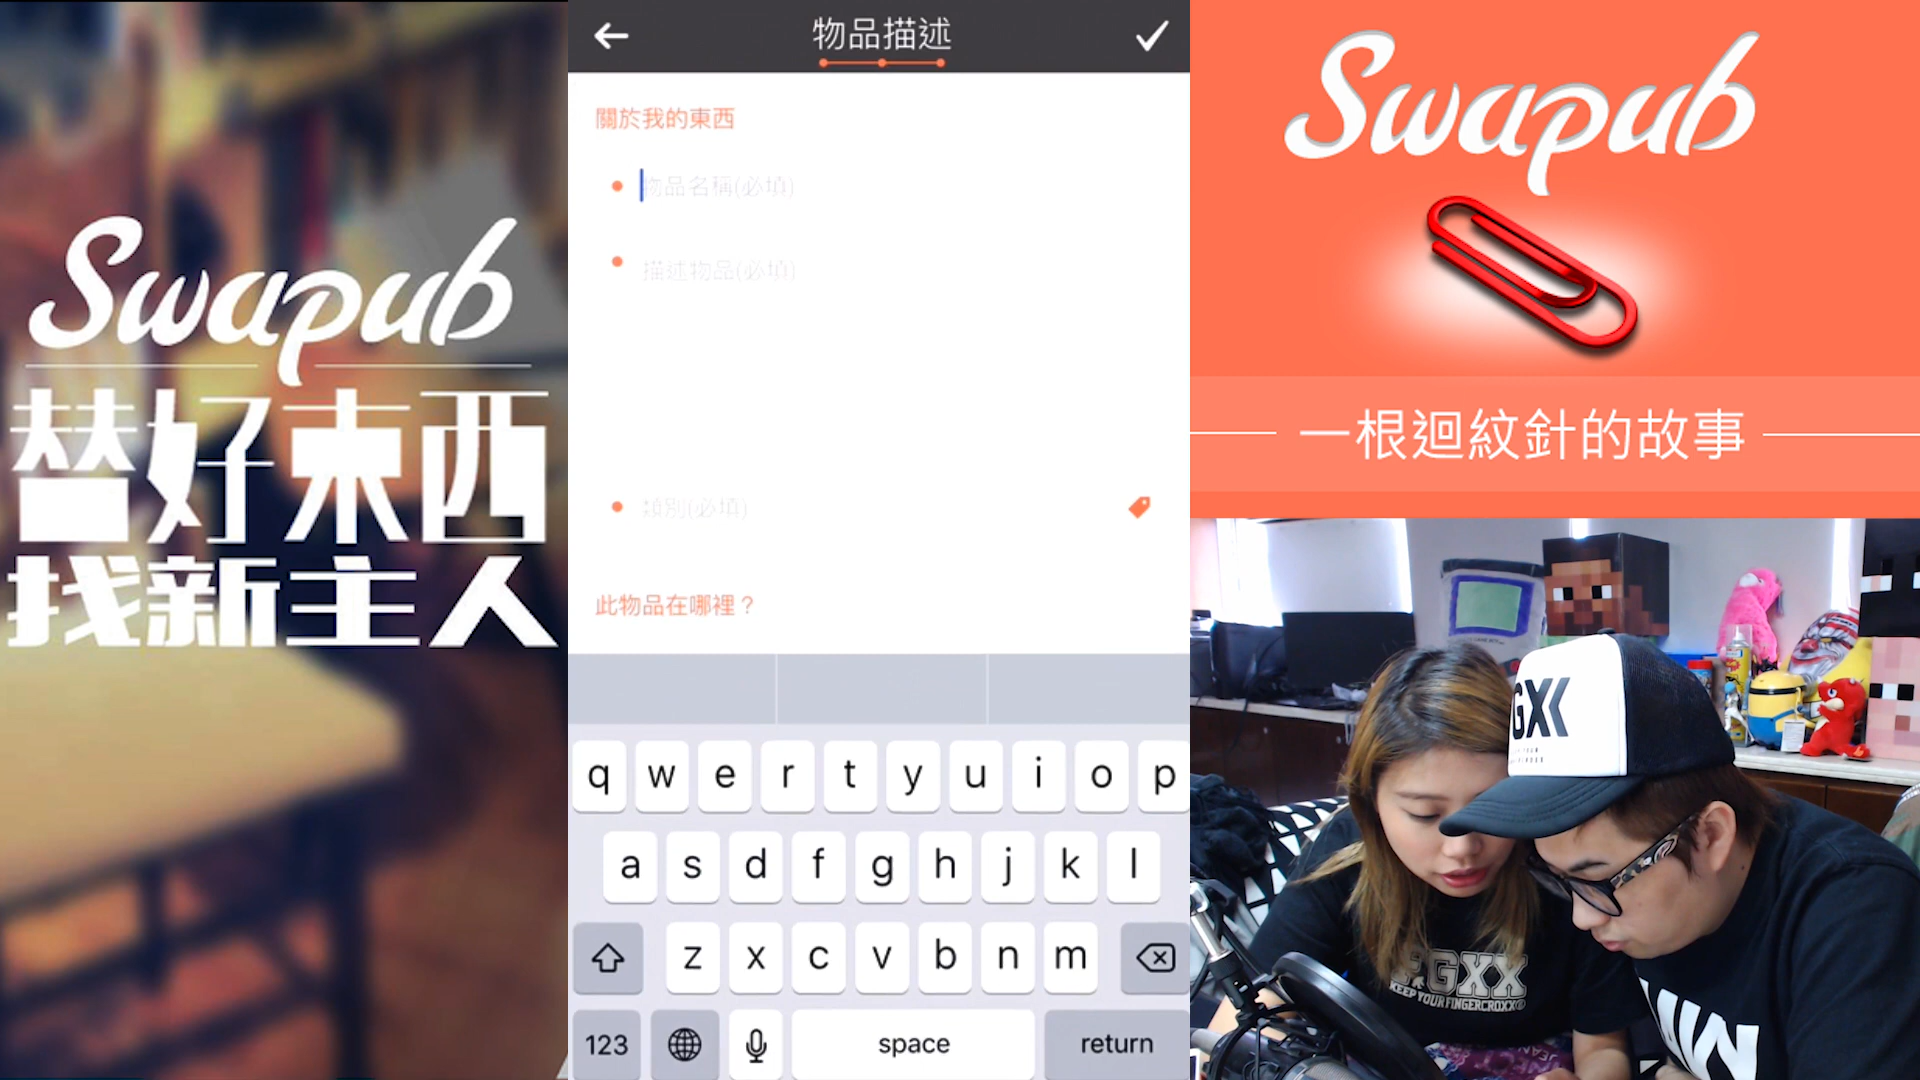 Swapub
替好東西
找新主人
物品描述
關於我的東西
物品名稱(必填)
描述物品(必填)
類別(必填)
此物品在哪裡？
q w e r t y u i o p
a s d f g h j k l
z x c v b n m
123 space return
Swapub
一根迴紋針的故事
GXX
FGXX
KEEP YOUR FINGERCROXX®